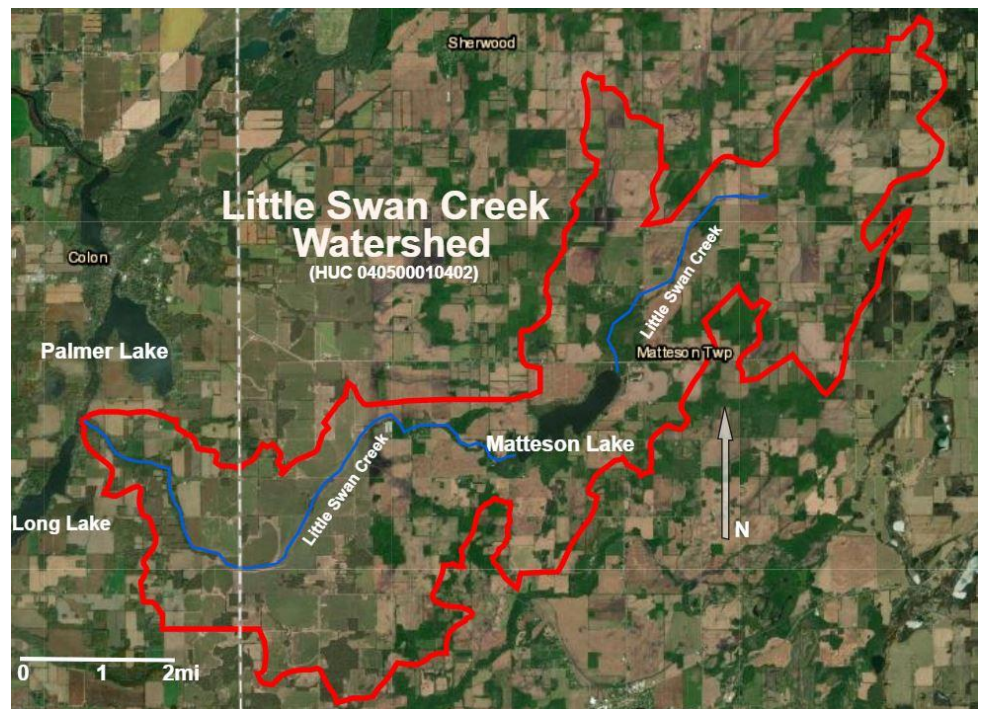 Sherwood
Little Swan Creek
Watershed
(HUC 040500010402)
Colon
Little Swan Creek
Palmer Lake
Matteson Twp
Matteson Lake
Little Swan Creek
Long Lake
N
0 1 2mi